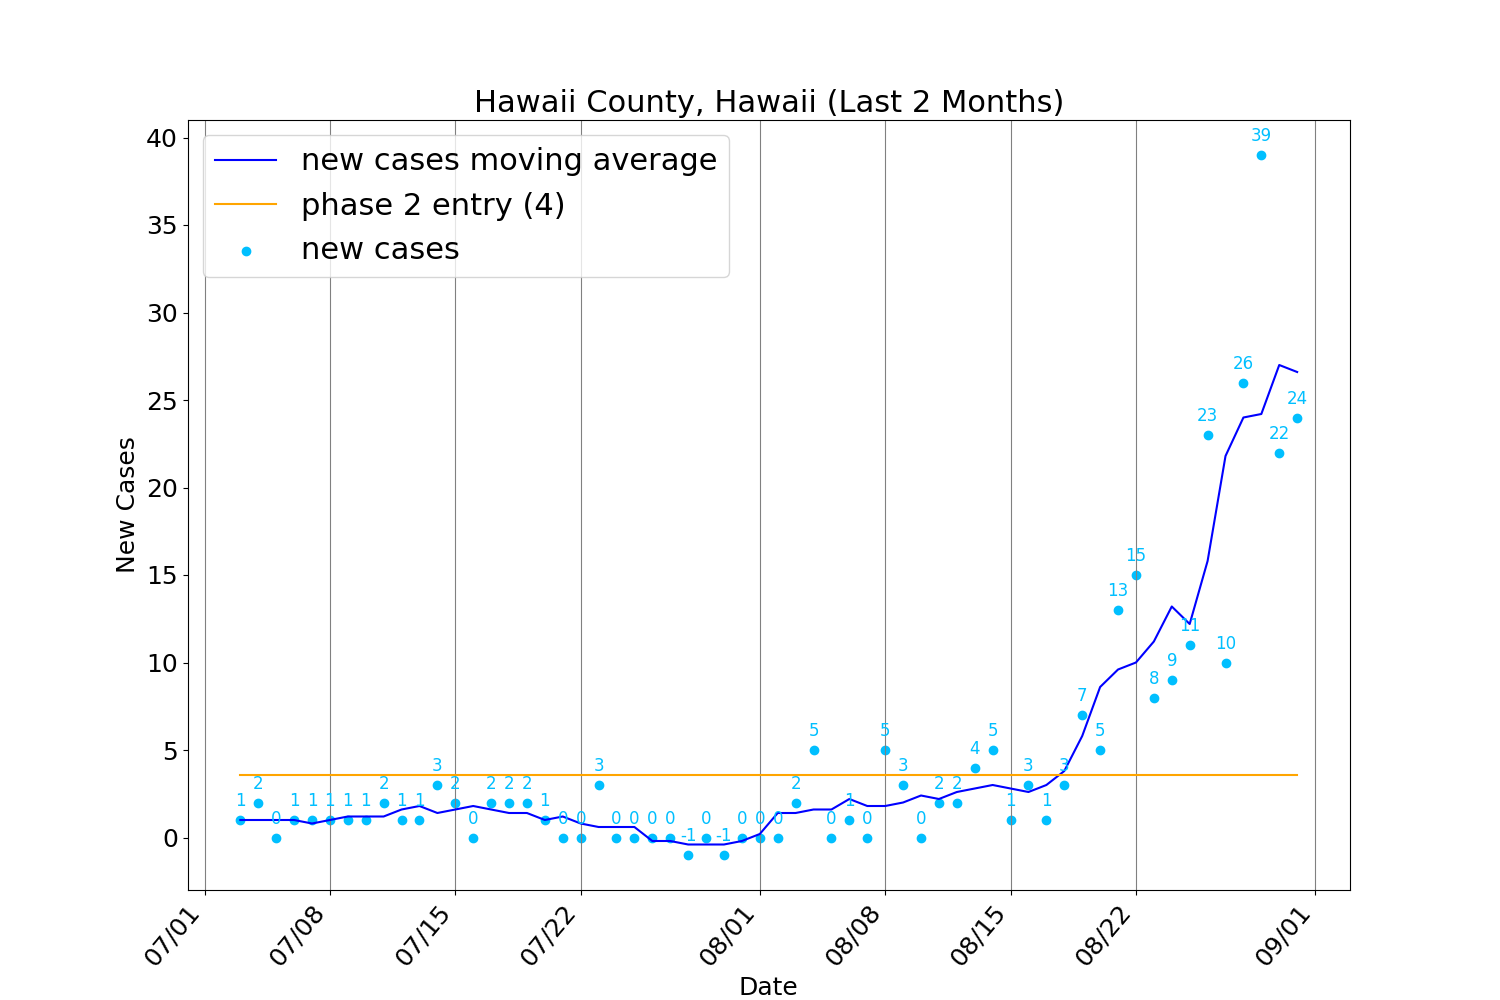 Hawaii County, Hawaii (Last 2 Months)
new cases moving average
phase 2 entry (4)
new cases
New Cases
40
35
30
25
20
15
10
5
0
1 2 0 1 1 1 1 1 2 1 1 3 2 0 2 2 2 1 0 0 3 0 0 0 0 -1 0 -1 0 0 0 2 5 0 1 0 5 3 0 2 2 4 5 1 3 1 3 7 5 13 15 8 9 11 23 10 26 39 22 24
07/01 07/08 07/15 07/22 08/01 08/08 08/15 08/22 09/01
Date